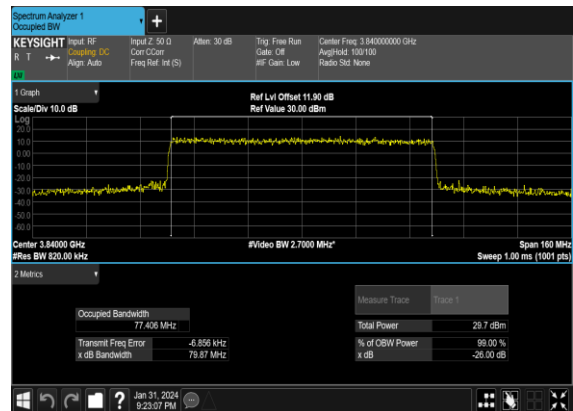 Spectrum Analyzer 1
Occupied BW
+
KEYSIGHT Input: RF Input Z: 50 Ω Atten: 30 dB Trig: Free Run Center Freq: 3.840000000 GHz
R T Coupling: DC Corr CCorr Gate: Off Avg|Hold: 100/100
Align: Auto Freq Ref: Int (S) #IF Gain: Low Radio Std: None
1 Graph
Ref Lvl Offset 11.90 dB
Scale/Div 10.0 dB Ref Value 30.00 dBm
Log
20.0
10.0
0.00
-10.0
-20.0
-30.0
-40.0
-50.0
-60.0
Center 3.84000 GHz #Video BW 2.7000 MHz* Span 160 MHz
#Res BW 820.00 kHz Sweep 1.00 ms (1001 pts)
2 Metrics
Measure Trace Trace 1
Occupied Bandwidth
77.406 MHz Total Power 29.7 dBm
Transmit Freq Error -6.856 kHz % of OBW Power 99.00 %
x dB Bandwidth 79.87 MHz x dB -26.00 dB
?
Jan 31, 2024
9:23:07 PM